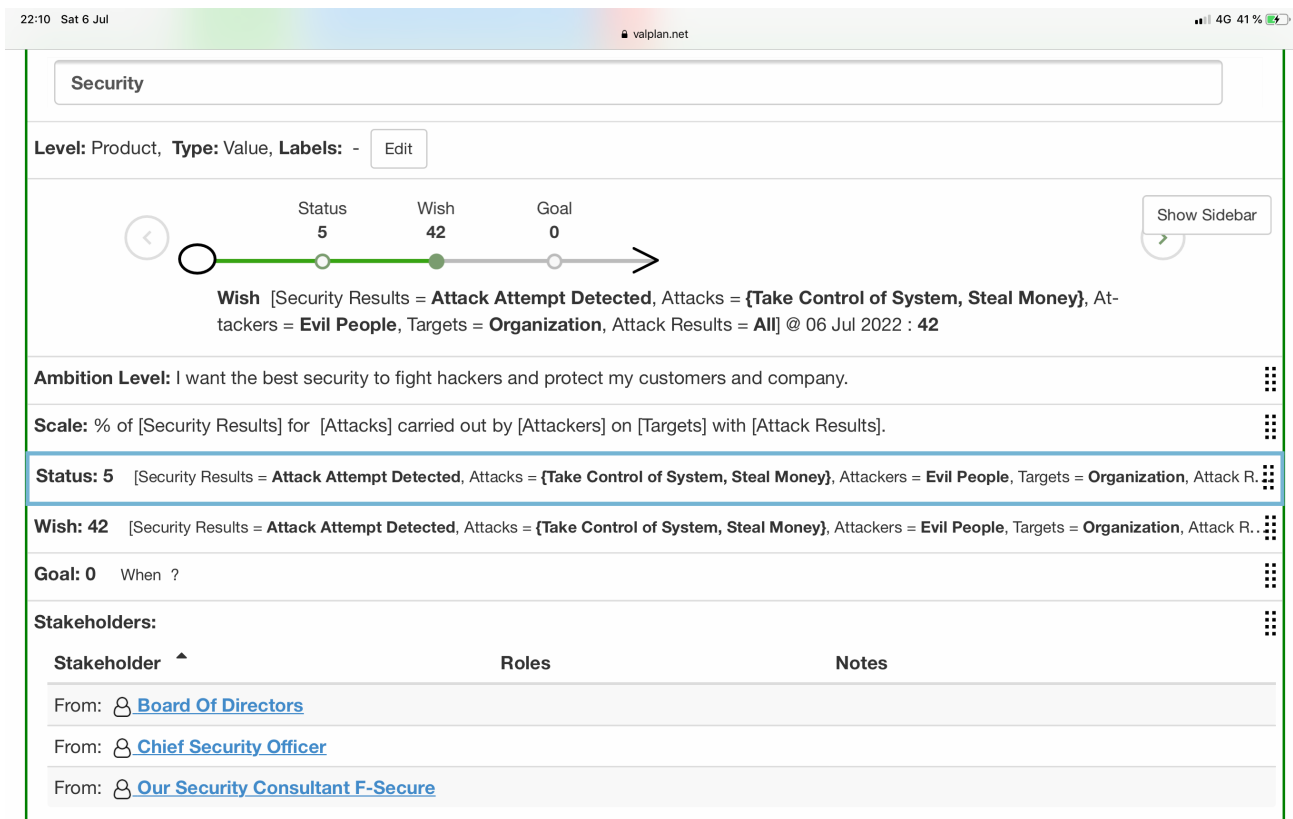 22:10 Sat 6 Jul
4G 41 %
valplan.net
Security
Level: Product, Type: Value, Labels: - Edit
Status Wish Goal
Show Sidebar
5 42 0
Wish [Security Results = Attack Attempt Detected, Attacks = {Take Control of System, Steal Money}, At-
tackers = Evil People, Targets = Organization, Attack Results = All] @ 06 Jul 2022 : 42
Ambition Level: I want the best security to fight hackers and protect my customers and company.
Scale: % of [Security Results] for [Attacks] carried out by [Attackers] on [Targets] with [Attack Results].
Status: 5 [Security Results = Attack Attempt Detected, Attacks = {Take Control of System, Steal Money}, Attackers = Evil People, Targets = Organization, Attack R...
Wish: 42 [Security Results = Attack Attempt Detected, Attacks = {Take Control of System, Steal Money}, Attackers = Evil People, Targets = Organization, Attack R...
Goal: 0 When ?
Stakeholders:
Stakeholder Roles Notes
From: Board Of Directors
From: Chief Security Officer
From: Our Security Consultant F-Secure